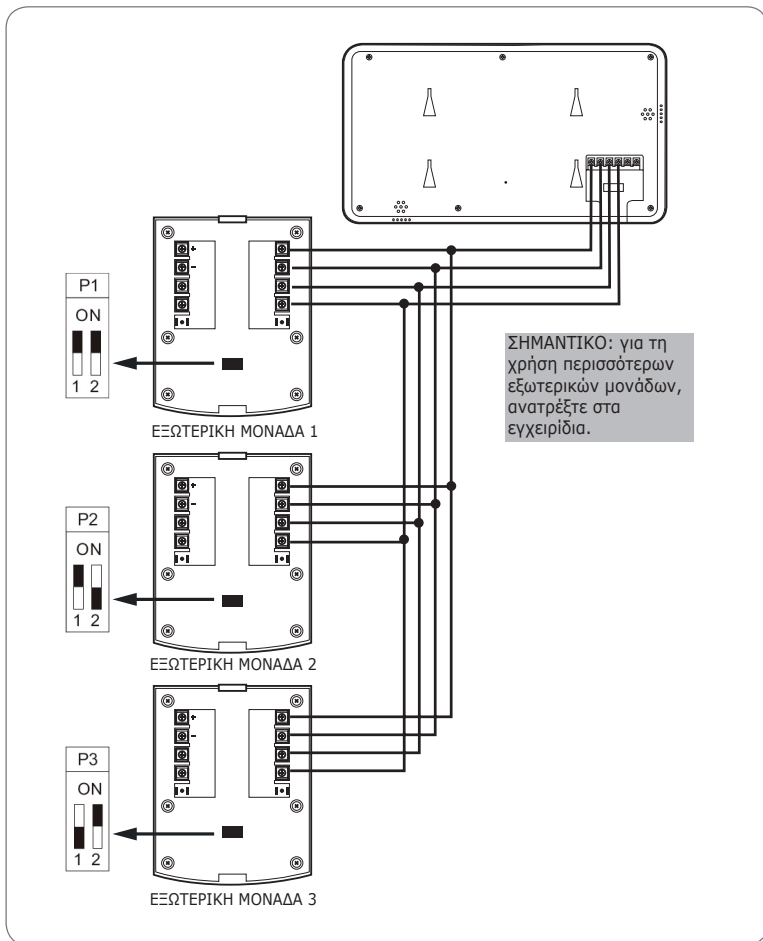 +
-
P1
ON
1 2
ΕΞΩΤΕΡΙΚΗ ΜΟΝΑΔΑ 1
ΣΗΜΑΝΤΙΚΟ: για τη
χρήση περισσότερων
εξωτερικών μονάδων,
ανατρέξτε στα
εγχειρίδια.
+
-
P2
ON
1 2
ΕΞΩΤΕΡΙΚΗ ΜΟΝΑΔΑ 2
+
-
P3
ON
1 2
ΕΞΩΤΕΡΙΚΗ ΜΟΝΑΔΑ 3